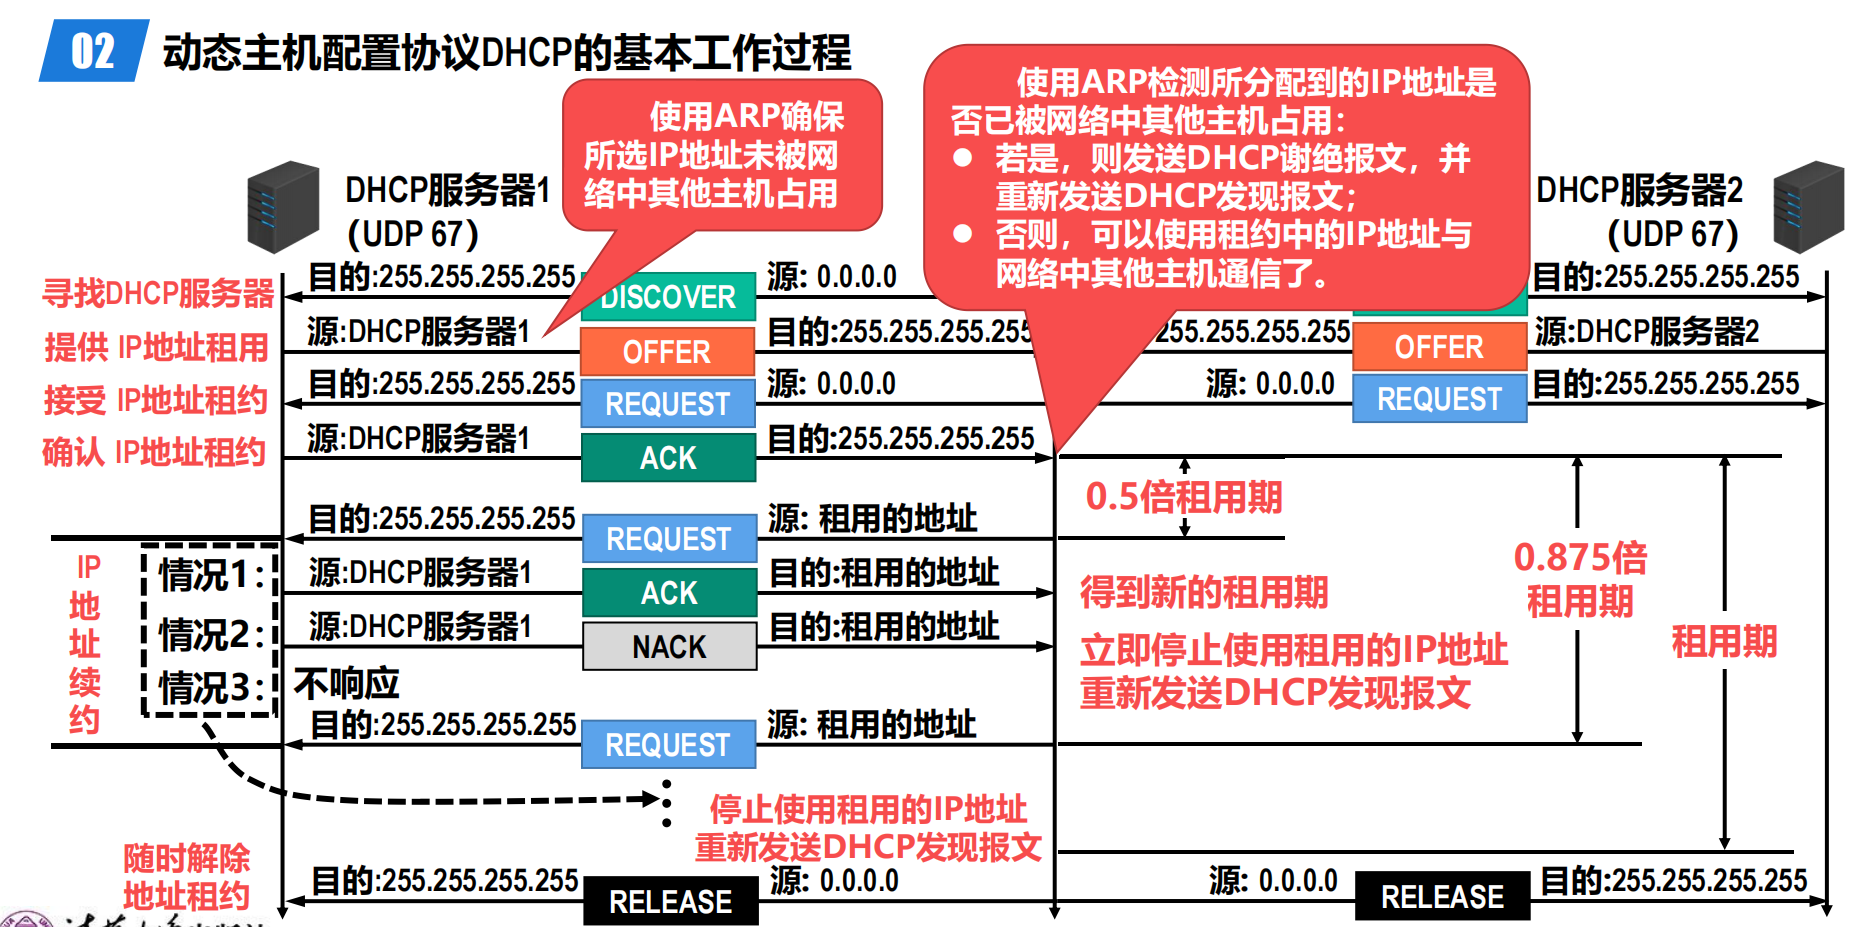 02
动态主机配置协议DHCP的基本工作过程
使用ARP确保
所选IP地址未被网
络中其他主机占用
使用ARP检测所分配到的IP地址是
否已被网络中其他主机占用：
● 若是，则发送DHCP谢绝报文，并
重新发送DHCP发现报文；
● 否则，可以使用租约中的IP地址与
网络中其他主机通信了。
DHCP服务器1
（UDP 67）
DHCP服务器2
（UDP 67）
寻找DHCP服务器
目的:255.255.255.255
DISCOVER
源: 0.0.0.0
目的:255.255.255.255
提供 IP地址租用
源:DHCP服务器1
OFFER
目的:255.255.255.255
255.255.255.255
OFFER
源:DHCP服务器2
接受 IP地址租约
目的:255.255.255.255
REQUEST
源: 0.0.0.0
源: 0.0.0.0
REQUEST
目的:255.255.255.255
确认 IP地址租约
源:DHCP服务器1
ACK
目的:255.255.255.255
0.5倍租用期
目的:255.255.255.255
REQUEST
源: 租用的地址
IP
地
址
续
约
情况1：
源:DHCP服务器1
ACK
目的:租用的地址
得到新的租用期
情况2：
源:DHCP服务器1
NACK
目的:租用的地址
立即停止使用租用的IP地址
重新发送DHCP发现报文
情况3：
不响应
0.875倍
租用期
租用期
目的:255.255.255.255
REQUEST
源: 租用的地址
停止使用租用的IP地址
重新发送DHCP发现报文
随时解除
地址租约
目的:255.255.255.255
RELEASE
源: 0.0.0.0
源: 0.0.0.0
RELEASE
目的:255.255.255.255